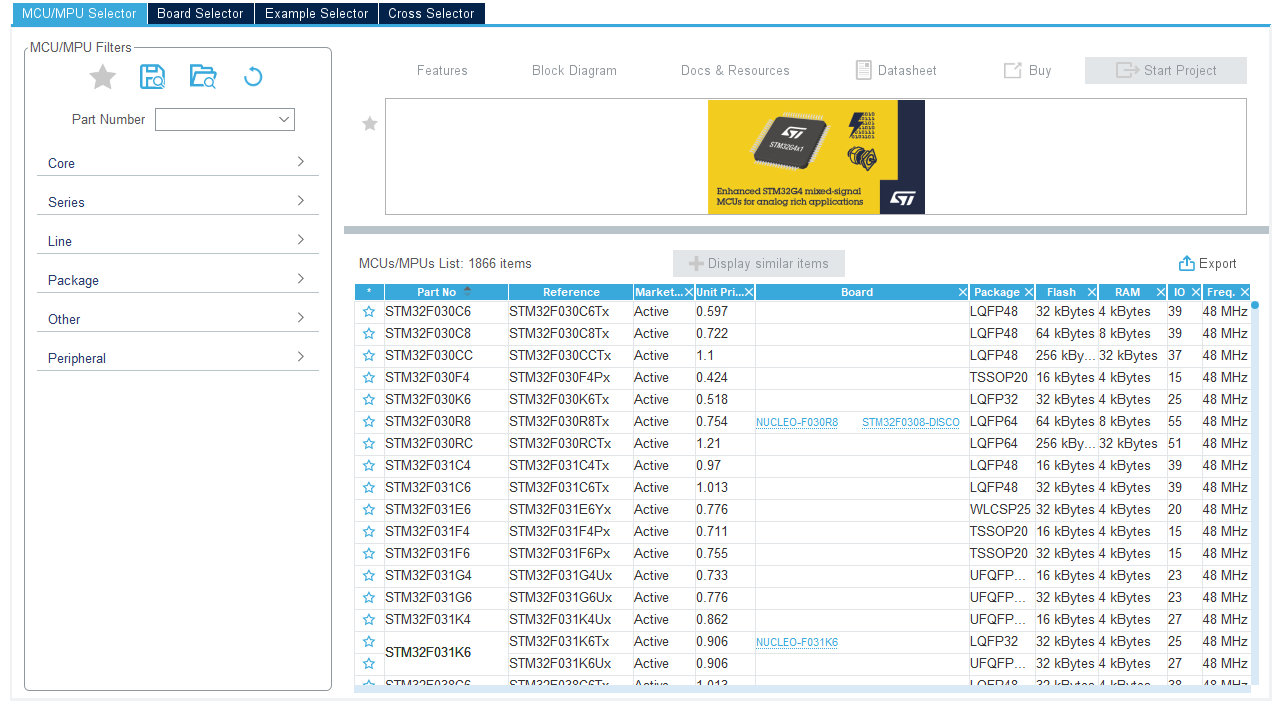 MCU/MPU Selector Board Selector Example Selector Cross Selector
MCU/MPU Filters
Part Number
Core
Series
Line
Package
Other
Peripheral
Features Block Diagram Docs & Resources Datasheet Buy Start Project
STM32G4x1
Enhanced STM32G4 mixed-signal
MCUs for analog rich applications
MCUs/MPUs List: 1866 items Display similar items Export
* Part No Reference Market... Unit Pri... Board Package Flash RAM IO Freq.
STM32F030C6 STM32F030C6Tx Active 0.597 LQFP48 32 kBytes 4 kBytes 39 48 MHz
STM32F030C8 STM32F030C8Tx Active 0.722 LQFP48 64 kBytes 8 kBytes 39 48 MHz
STM32F030CC STM32F030CCTx Active 1.1 LQFP48 256 kBy... 32 kBytes 37 48 MHz
STM32F030F4 STM32F030F4Px Active 0.424 TSSOP20 16 kBytes 4 kBytes 15 48 MHz
STM32F030K6 STM32F030K6Tx Active 0.518 LQFP32 32 kBytes 4 kBytes 25 48 MHz
STM32F030R8 STM32F030R8Tx Active 0.754 NUCLEO-F030R8 STM32F0308-DISCO LQFP64 64 kBytes 8 kBytes 55 48 MHz
STM32F030RC STM32F030RCTx Active 1.21 LQFP64 256 kBy... 32 kBytes 51 48 MHz
STM32F031C4 STM32F031C4Tx Active 0.97 LQFP48 16 kBytes 4 kBytes 39 48 MHz
STM32F031C6 STM32F031C6Tx Active 1.013 LQFP48 32 kBytes 4 kBytes 39 48 MHz
STM32F031E6 STM32F031E6Yx Active 0.776 WLCSP25 32 kBytes 4 kBytes 20 48 MHz
STM32F031F4 STM32F031F4Px Active 0.711 TSSOP20 16 kBytes 4 kBytes 15 48 MHz
STM32F031F6 STM32F031F6Px Active 0.755 TSSOP20 32 kBytes 4 kBytes 15 48 MHz
STM32F031G4 STM32F031G4Ux Active 0.733 UFQFP... 16 kBytes 4 kBytes 23 48 MHz
STM32F031G6 STM32F031G6Ux Active 0.776 UFQFP... 32 kBytes 4 kBytes 23 48 MHz
STM32F031K4 STM32F031K4Ux Active 0.862 UFQFP... 16 kBytes 4 kBytes 27 48 MHz
STM32F031K6 STM32F031K6Tx Active 0.906 NUCLEO-F031K6 LQFP32 32 kBytes 4 kBytes 25 48 MHz
STM32F031K6Ux Active 0.906 UFQFP... 32 kBytes 4 kBytes 27 48 MHz
STM32F038C6 STM32F038C6Tx Active 1.013 LQFP48 32 kBytes 4 kBytes 38 48 MHz